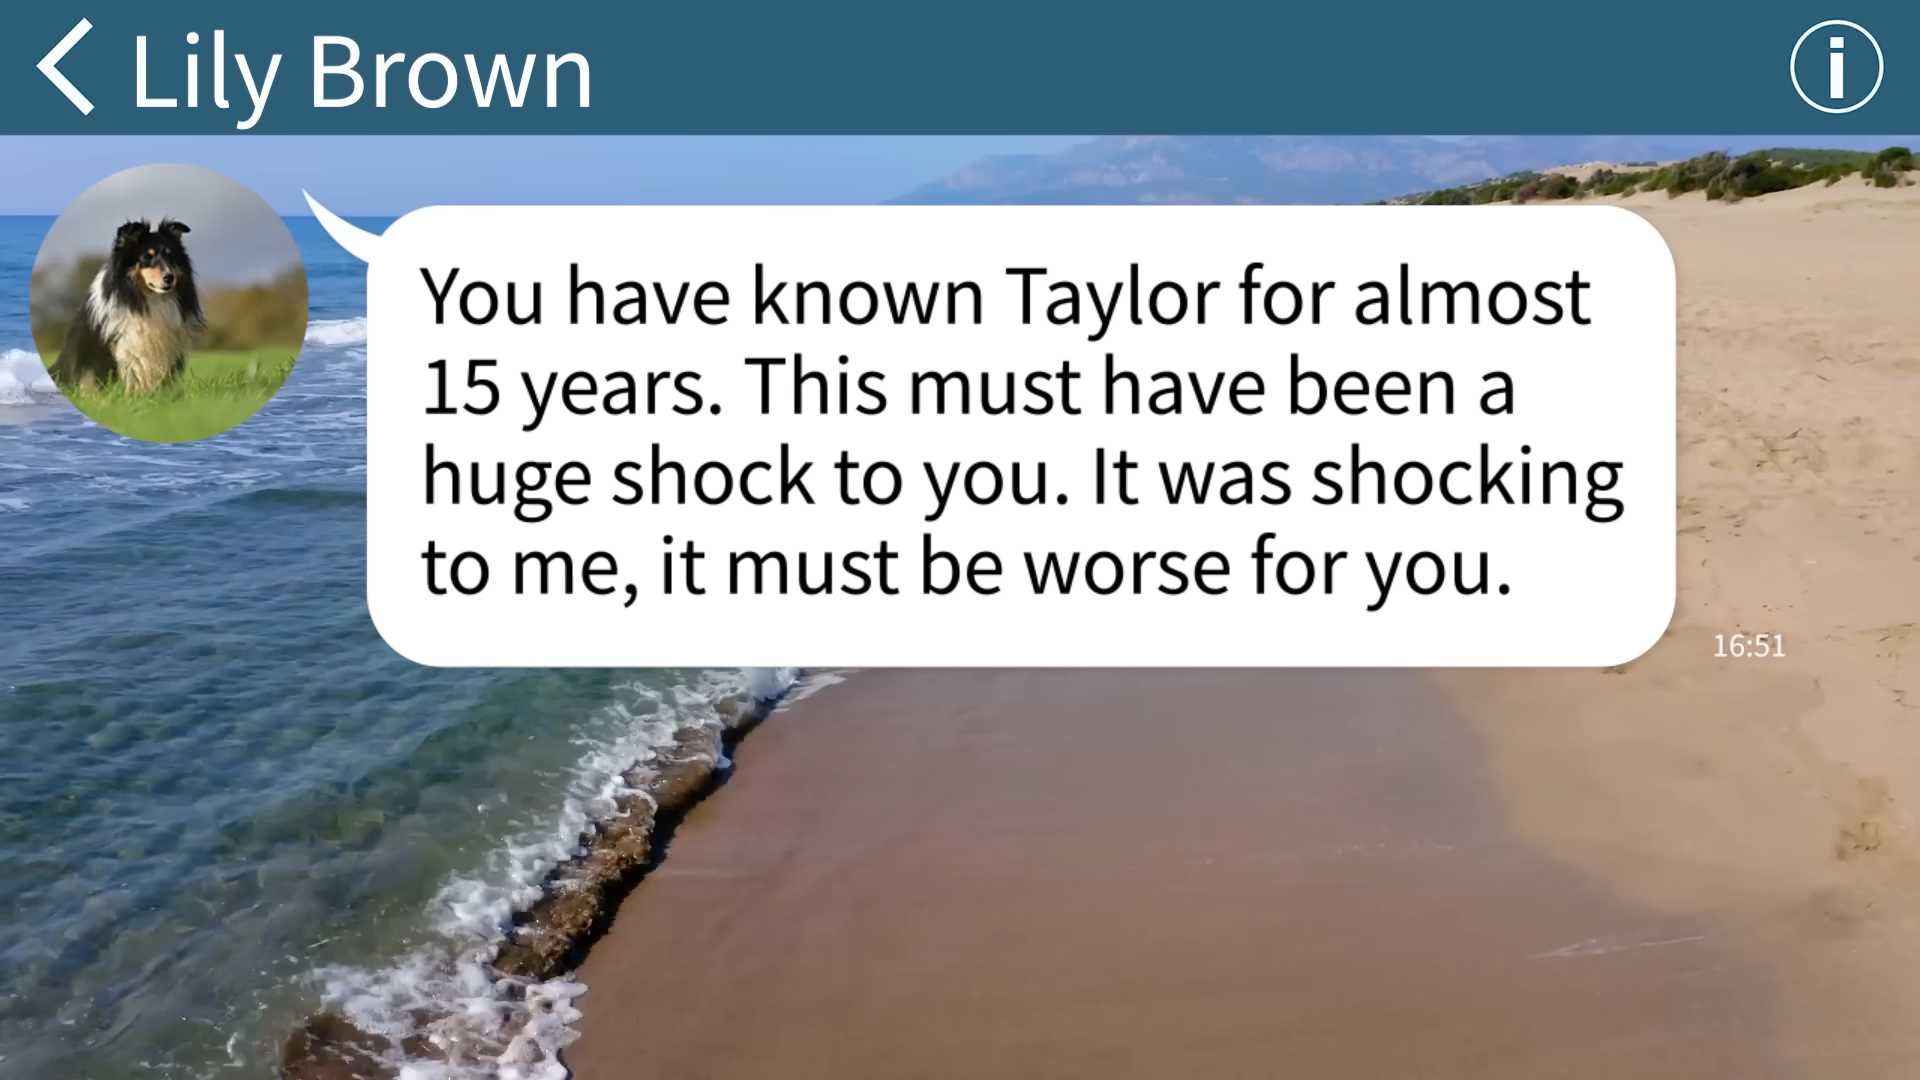 Lily Brown
You have known Taylor for almost
15 years. This must have been a
huge shock to you. It was shocking
to me, it must be worse for you.
16:51